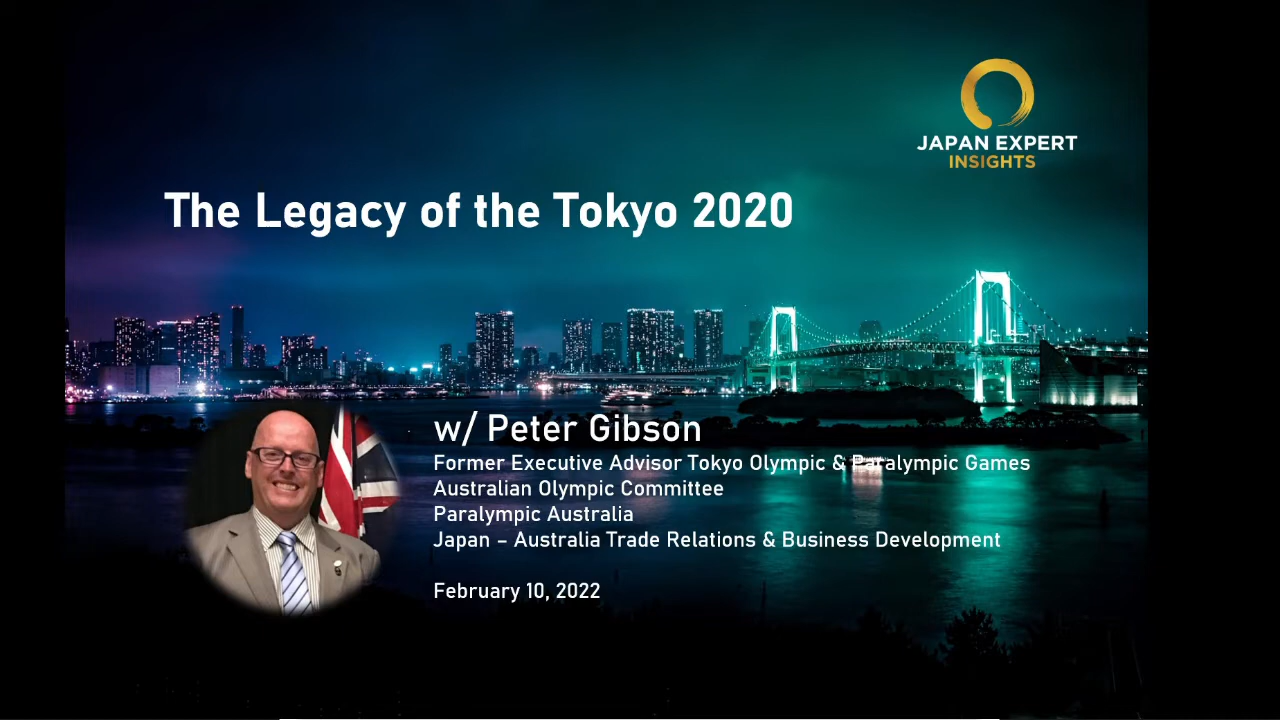 JAPAN EXPERT
INSIGHTS
The Legacy of the Tokyo 2020
w/ Peter Gibson
Former Executive Advisor Tokyo Olympic & Paralympic Games
Australian Olympic Committee
Paralympic Australia
Japan – Australia Trade Relations & Business Development
February 10, 2022